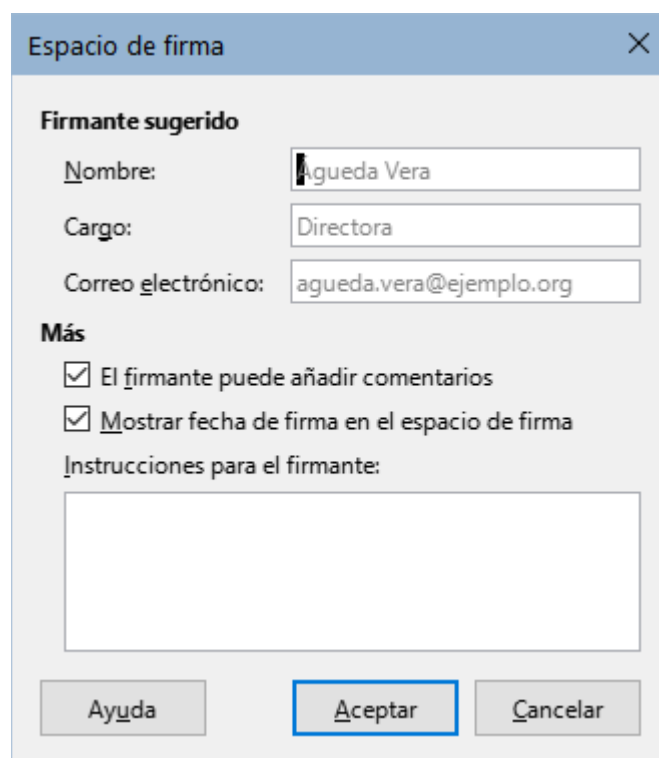 Espacio de firma
Firmante sugerido
Nombre: Águeda Vera
Cargo: Directora
Correo electrónico: agueda.vera@ejemplo.org
Más
El firmante puede añadir comentarios
Mostrar fecha de firma en el espacio de firma
Instrucciones para el firmante:
Ayuda Aceptar Cancelar